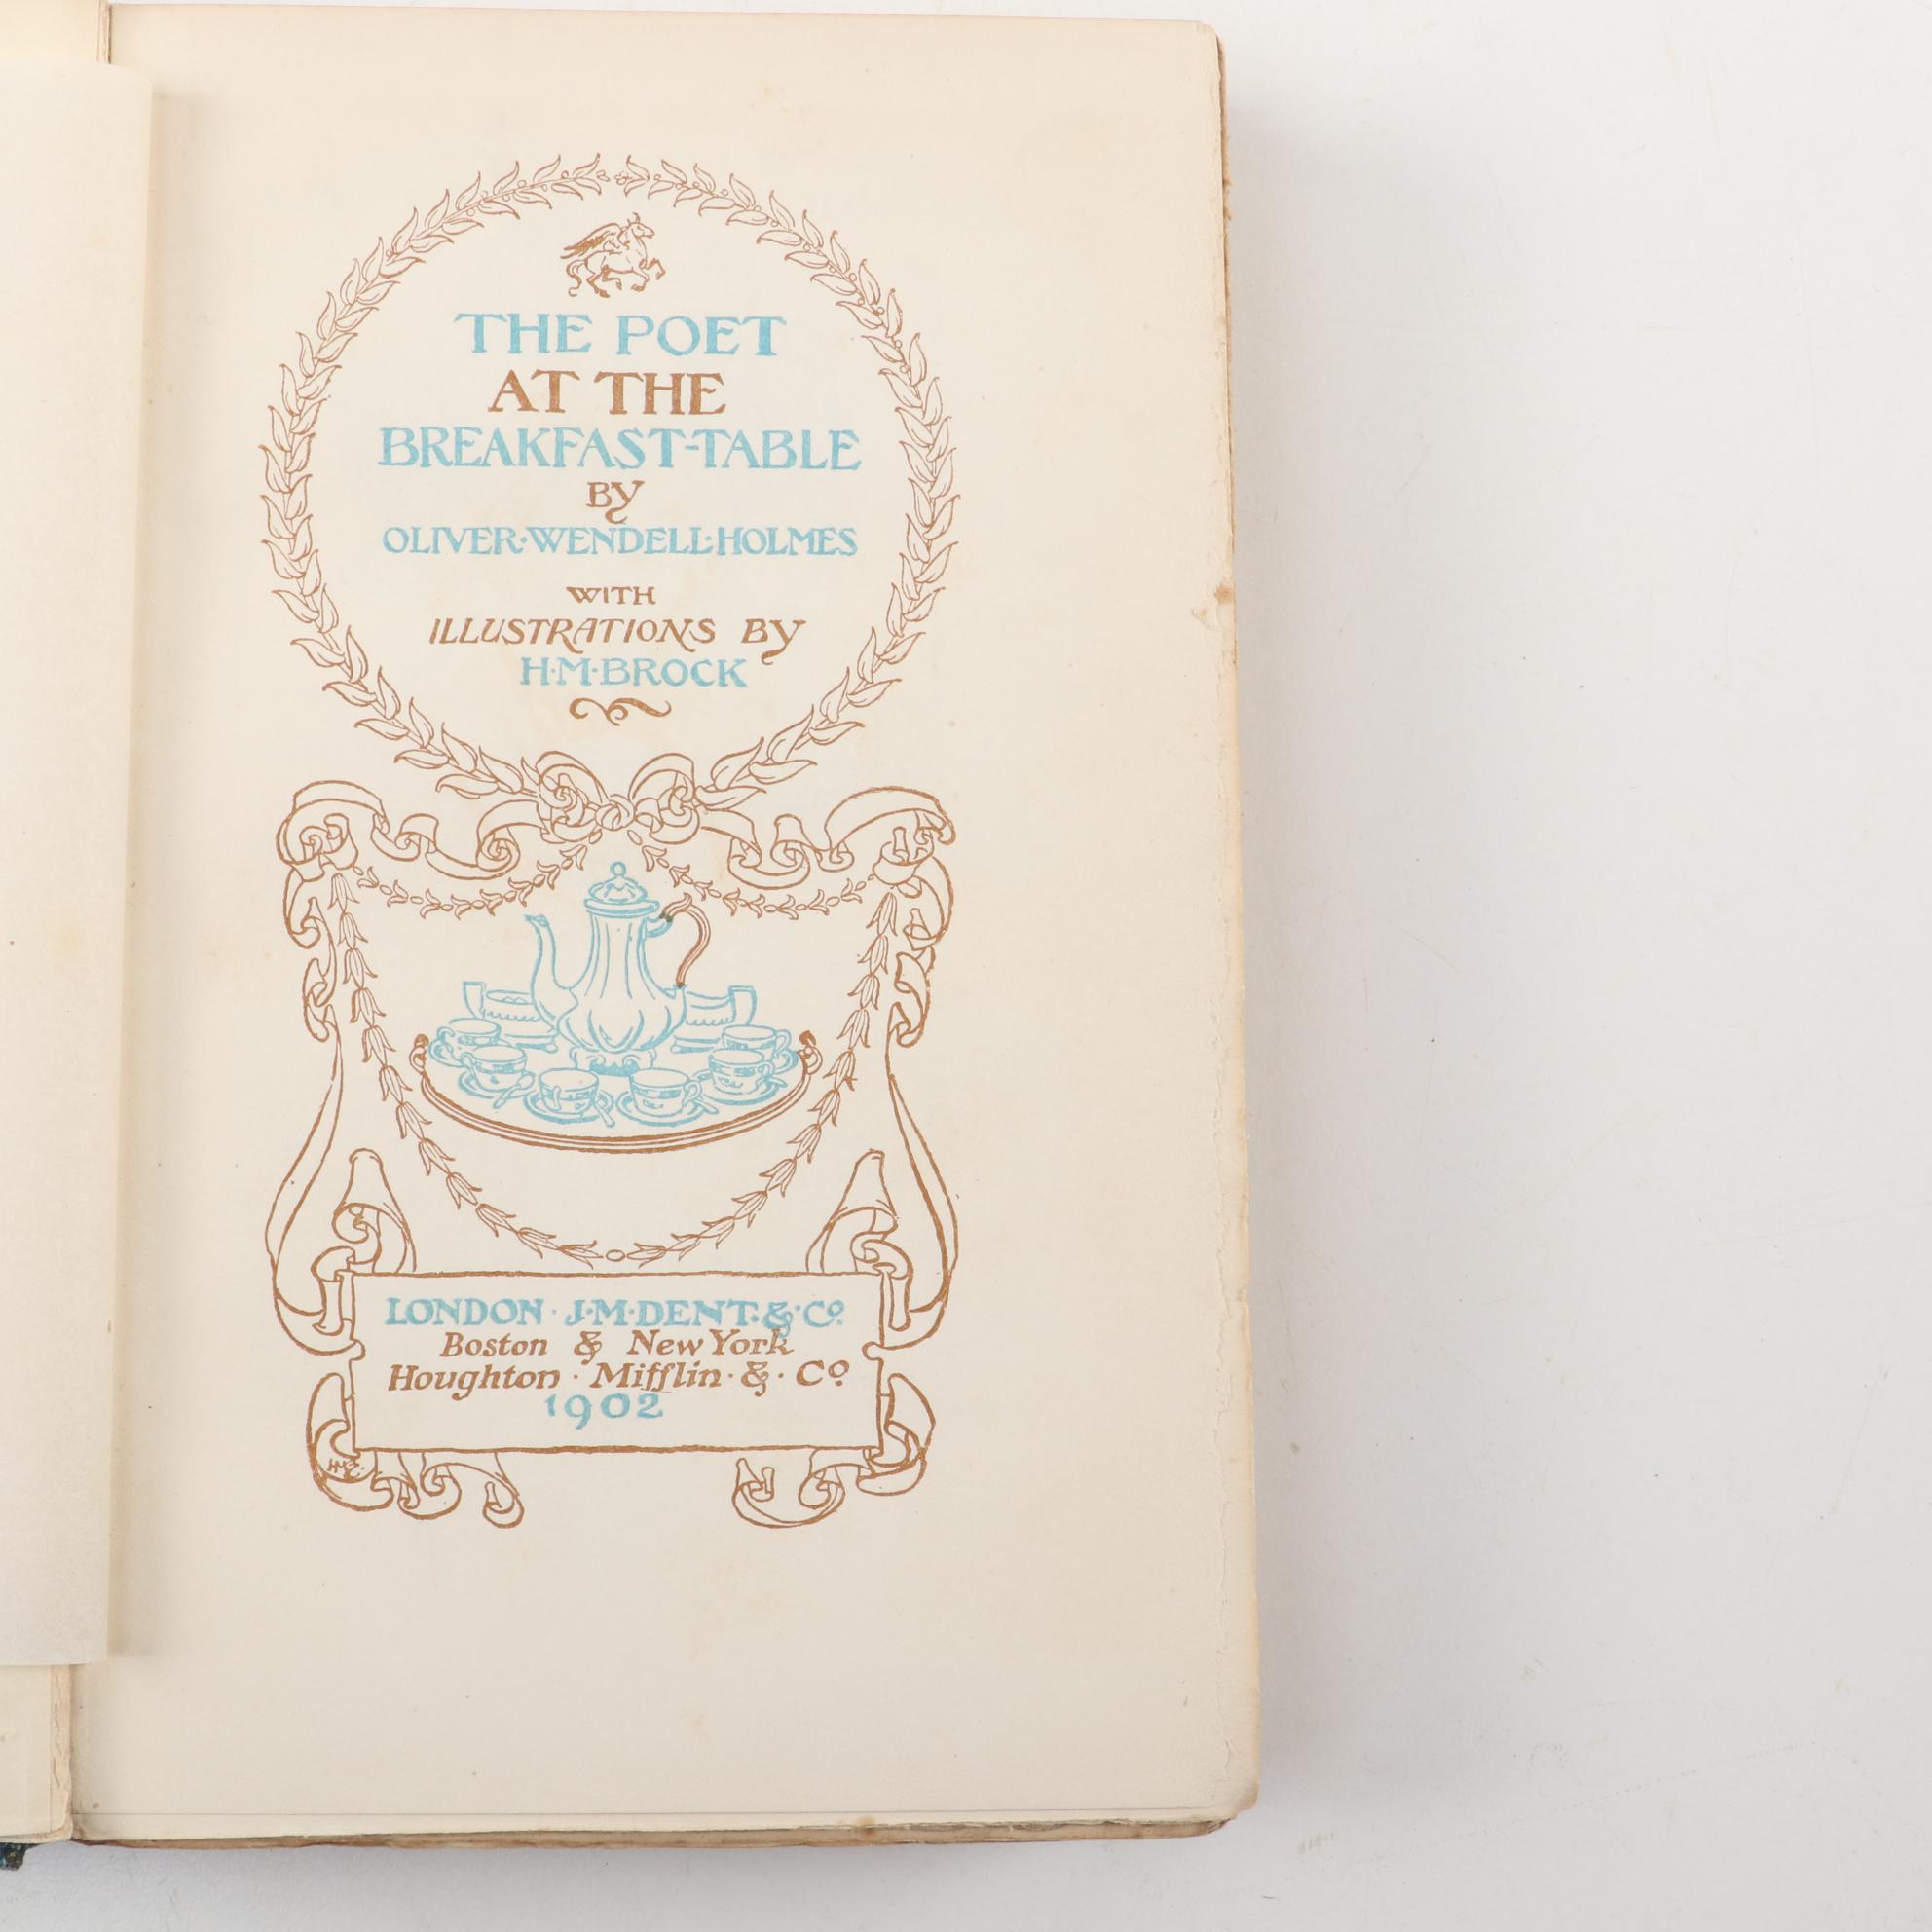 THE POET
AT THE
BREAKFAST-TABLE
BY
OLIVER·WENDELL·HOLMES
WITH
ILLUSTRATIONS BY
H·M·BROCK
LONDON · J·M·DENT·&·Co.
Boston & New York
Houghton · Mifflin · & · Co.
1902